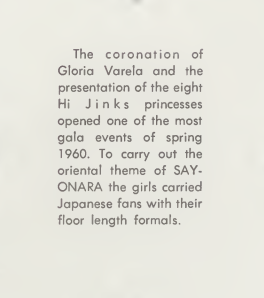 The coronation of
Gloria Varela and the
presentation of the eight
Hi Jinks princesses
opened one of the most
gala events of spring
1960. To carry out the
oriental theme of SAY-
ONARA the girls carried
Japanese fans with their
floor length formals.